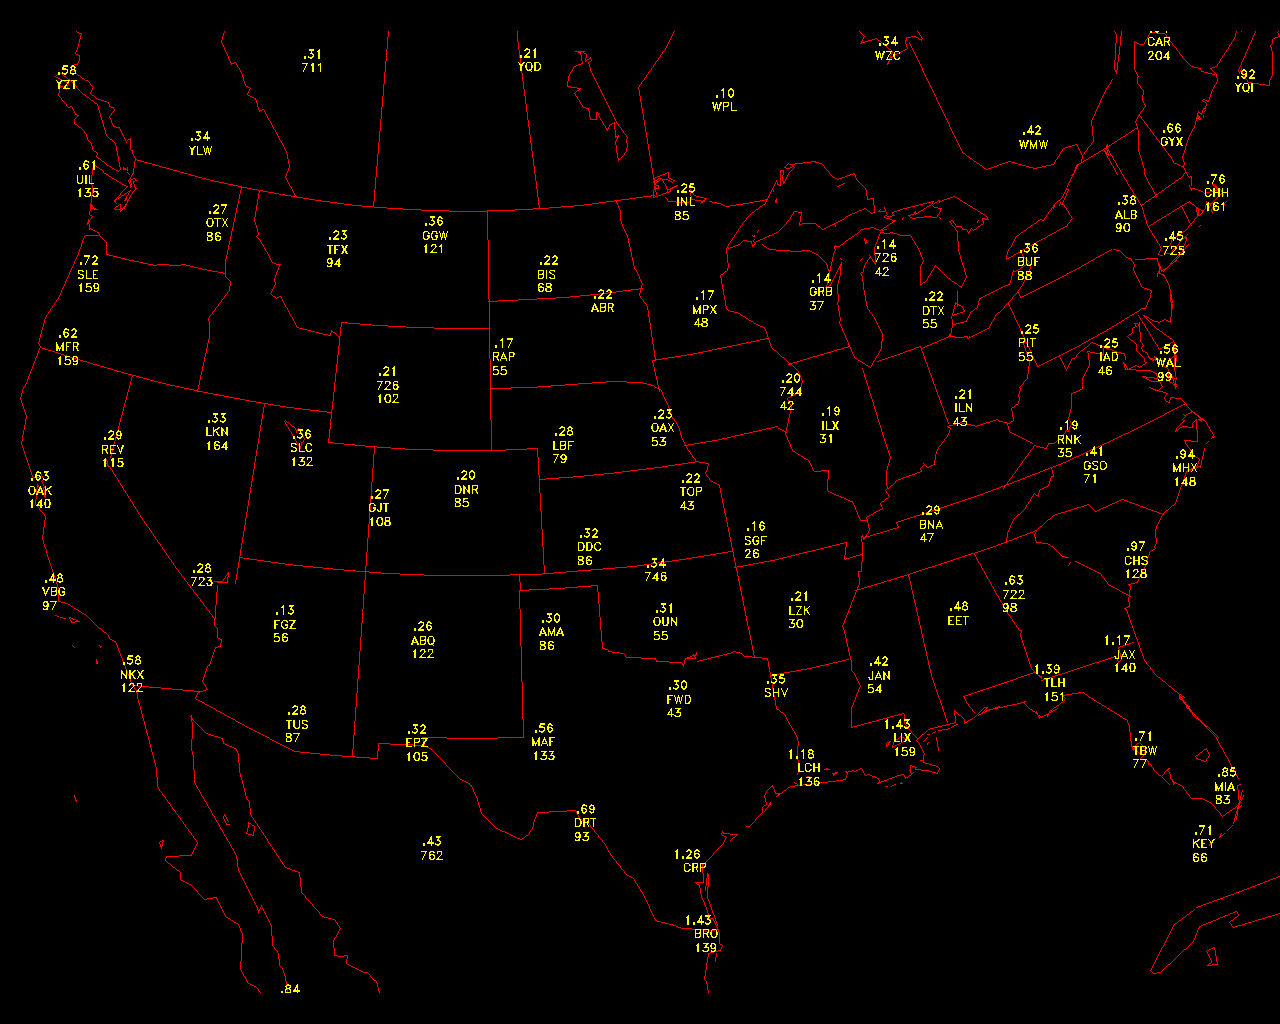 CAR
204
.34
WZC
.31
711
.21
YQD
.58
YZT
.92
YQI
.10
WPL
.66
GYX
.42
WMW
.34
YLW
.61
UIL
135
.76
CHH
161
.25
INL
85
.38
ALB
90
.27
OTX
86
.36
GGW
121
.23
TFX
94
.45
725
.14
726
42
.36
BUF
88
.72
SLE
159
.22
BIS
68
.14
GRB
37
.22
ABR
.17
MPX
48
.22
DTX
55
.62
MFR
159
.25
PIT
55
.17
RAP
55
.25
IAD
46
.56
WAL
99
.21
726
102
.20
744
42
.21
ILN
43
.33
LKN
164
.23
OAX
53
.19
ILX
31
.29
REV
115
.36
SLC
132
.28
LBF
79
.19
RNK
35
.41
GSO
71
.94
MHX
148
.63
OAK
140
.20
DNR
85
.22
TOP
43
.27
GJT
108
.29
BNA
47
.32
DDC
86
.16
SGF
26
.97
CHS
128
.28
723
.34
746
.48
VBG
97
.63
722
98
.13
FGZ
56
.21
LZK
30
.48
EET
.31
OUN
55
.30
AMA
86
.26
ABQ
122
1.17
JAX
140
.58
NKX
122
.42
JAN
54
1.39
TLH
151
.35
SHV
.30
FWD
43
.28
TUS
87
.32
EPZ
105
.56
MAF
133
1.43
LIX
159
.71
TBW
77
1.18
LCH
136
.85
MIA
83
.69
DRT
93
.43
762
.71
KEY
66
1.26
CRP
1.43
BRO
139
.84